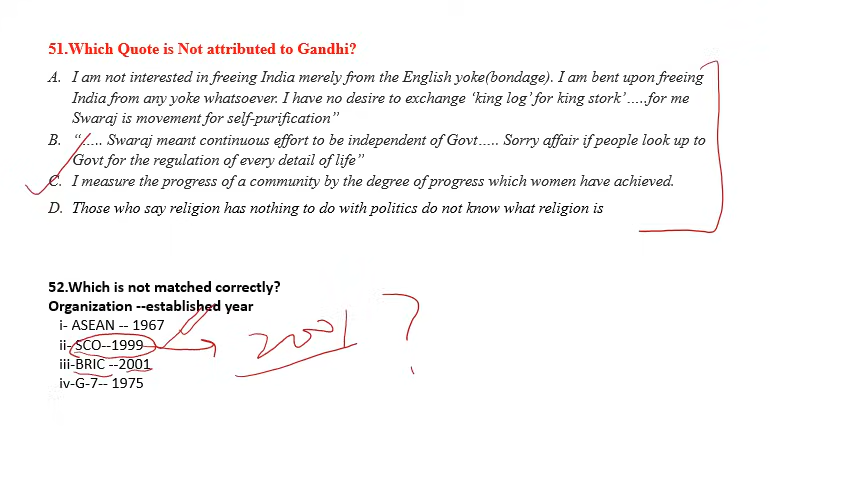 51.Which Quote is Not attributed to Gandhi?
A. I am not interested in freeing India merely from the English yoke(bondage). I am bent upon freeing
India from any yoke whatsoever. I have no desire to exchange ‘king log’ for king stork’…..for me
Swaraj is movement for self-purification”
B. “….. Swaraj meant continuous effort to be independent of Govt….. Sorry affair if people look up to
Govt for the regulation of every detail of life”
C. I measure the progress of a community by the degree of progress which women have achieved.
D. Those who say religion has nothing to do with politics do not know what religion is
52.Which is not matched correctly?
Organization --established year
i- ASEAN -- 1967
ii- SCO--1999
2001 ?
iii-BRIC --2001
iv-G-7-- 1975